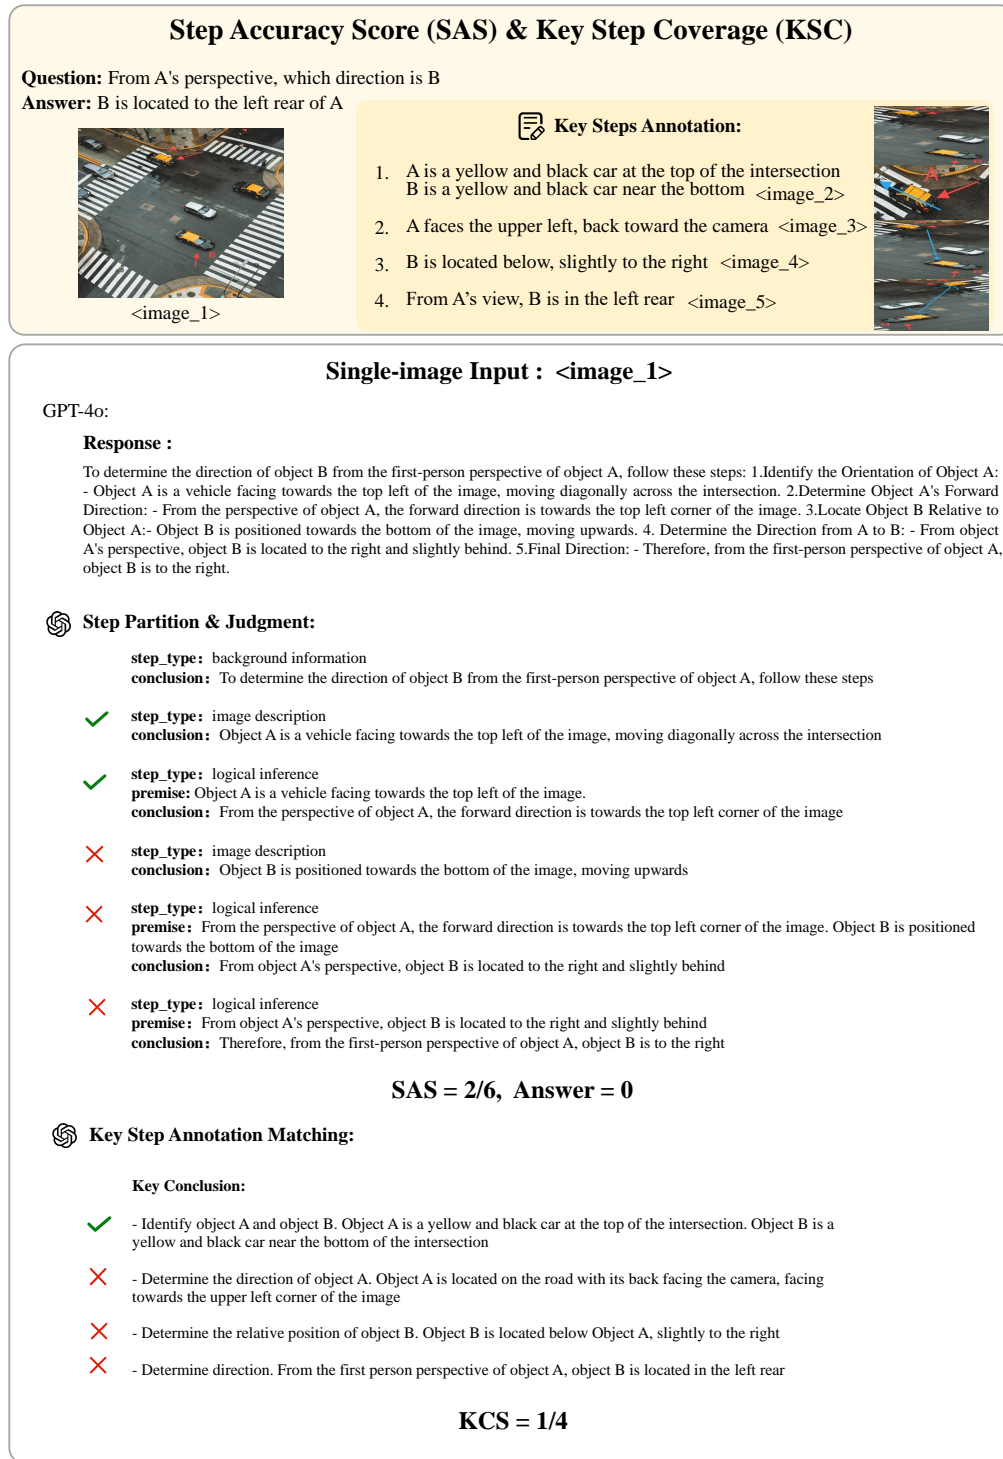 Step Accuracy Score (SAS) & Key Step Coverage (KSC)
Question: From A's perspective, which direction is B
Answer: B is located to the left rear of A
<image_1>
Key Steps Annotation:
1. A is a yellow and black car at the top of the intersection
B is a yellow and black car near the bottom <image_2>
2. A faces the upper left, back toward the camera <image_3>
3. B is located below, slightly to the right <image_4>
4. From A’s view, B is in the left rear <image_5>
A
Single-image Input : <image_1>
GPT-4o:
Response :
To determine the direction of object B from the first-person perspective of object A, follow these steps: 1.Identify the Orientation of Object A:
- Object A is a vehicle facing towards the top left of the image, moving diagonally across the intersection. 2.Determine Object A's Forward
Direction: - From the perspective of object A, the forward direction is towards the top left corner of the image. 3.Locate Object B Relative to
Object A:- Object B is positioned towards the bottom of the image, moving upwards. 4. Determine the Direction from A to B: - From object
A's perspective, object B is located to the right and slightly behind. 5.Final Direction: - Therefore, from the first-person perspective of object A,
object B is to the right.
Step Partition & Judgment:
step_type: background information
conclusion: To determine the direction of object B from the first-person perspective of object A, follow these steps
step_type: image description
conclusion: Object A is a vehicle facing towards the top left of the image, moving diagonally across the intersection
step_type: logical inference
premise: Object A is a vehicle facing towards the top left of the image.
conclusion: From the perspective of object A, the forward direction is towards the top left corner of the image
step_type: image description
conclusion: Object B is positioned towards the bottom of the image, moving upwards
step_type: logical inference
premise: From the perspective of object A, the forward direction is towards the top left corner of the image. Object B is positioned
towards the bottom of the image
conclusion: From object A's perspective, object B is located to the right and slightly behind
step_type: logical inference
premise: From object A's perspective, object B is located to the right and slightly behind
conclusion: Therefore, from the first-person perspective of object A, object B is to the right
SAS = 2/6, Answer = 0
Key Step Annotation Matching:
Key Conclusion:
- Identify object A and object B. Object A is a yellow and black car at the top of the intersection. Object B is a
yellow and black car near the bottom of the intersection
- Determine the direction of object A. Object A is located on the road with its back facing the camera, facing
towards the upper left corner of the image
- Determine the relative position of object B. Object B is located below Object A, slightly to the right
- Determine direction. From the first person perspective of object A, object B is located in the left rear
KCS = 1/4